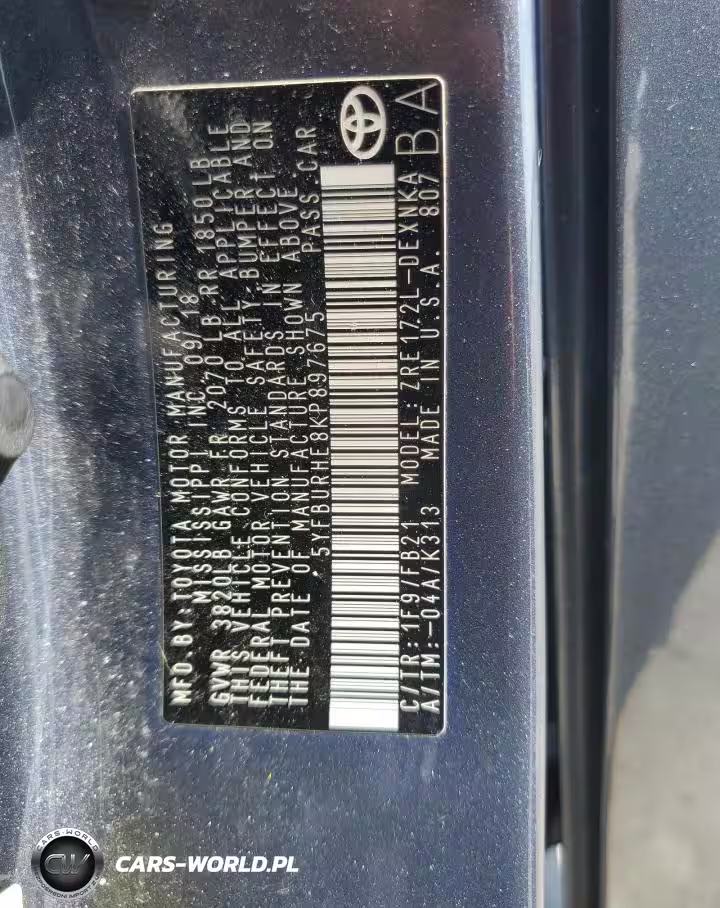 MFD.BY: TOYOTA MOTOR MANUFACTURING
MISSISSIPPI INC 09/18
GVWR 3820LB GAWR FR 2070 LB RR 1850LB
THIS VEHICLE CONFORMS TO ALL APPLICABLE
FEDERAL MOTOR VEHICLE SAFETY, BUMPER AND
THEFT PREVENTION STANDARDS IN EFFECT ON
THE DATE OF MANUFACTURE SHOWN ABOVE.
5YFBURHE8KP897675 PASS.CAR
C/TR: 1F9/FB21 MODEL: ZRE172L-DEXNKA
A/TM: -04A/K313 MADE IN U.S.A. 807 BA
CARS-WORLD
CW
CARS-WORLD.PL